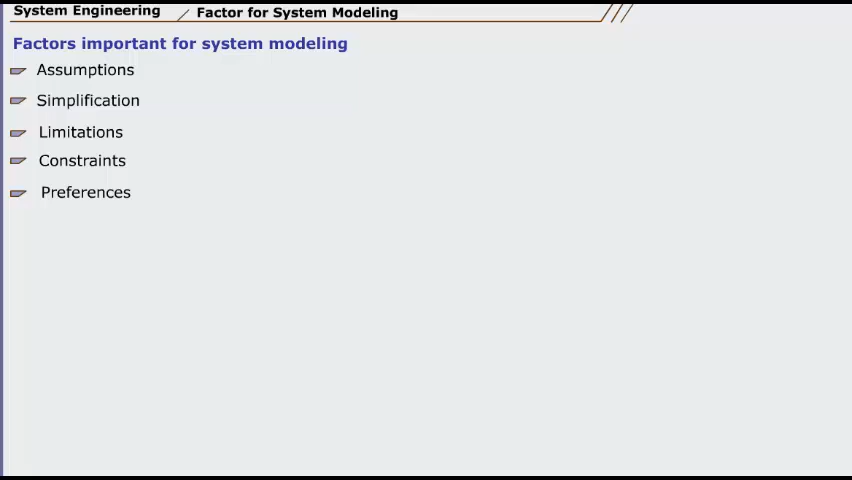 System Engineering Factor for System Modeling
Factors important for system modeling
Assumptions
Simplification
Limitations
Constraints
Preferences